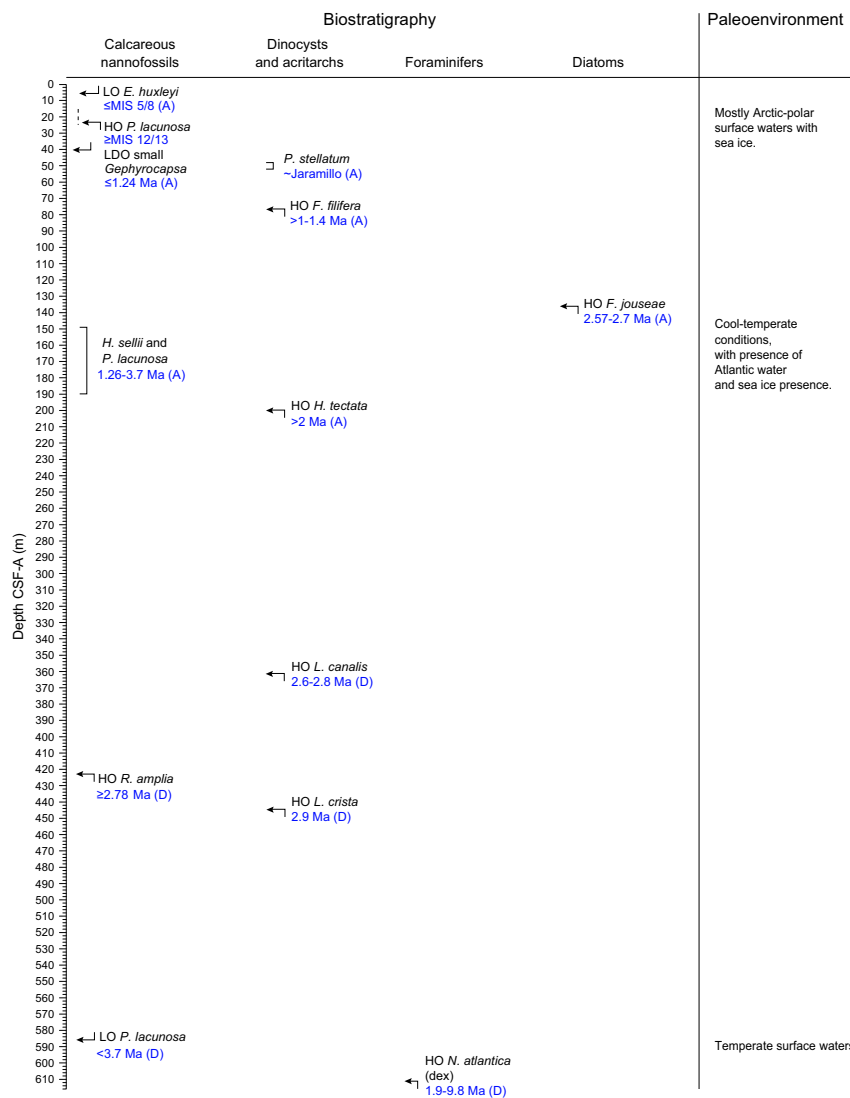 Biostratigraphy
Paleoenvironment
Calcareous
nannofossils
Dinocysts
and acritarchs
Foraminifers
Diatoms
Depth CSF-A (m)
0
10
20
30
40
50
60
70
80
90
100
110
120
130
140
150
160
170
180
190
200
210
220
230
240
250
260
270
280
290
300
310
320
330
340
350
360
370
380
390
400
410
420
430
440
450
460
470
480
490
500
510
520
530
540
550
560
570
580
590
600
610
LO E. huxleyi
≤MIS 5/8 (A)
HO P. lacunosa
≥MIS 12/13
LDO small
Gephyrocapsa
≤1.24 Ma (A)
H. sellii and
P. lacunosa
1.26-3.7 Ma (A)
HO R. amplia
≥2.78 Ma (D)
LO P. lacunosa
<3.7 Ma (D)
P. stellatum
~Jaramillo (A)
HO F. filifera
>1-1.4 Ma (A)
HO H. tectata
>2 Ma (A)
HO L. canalis
2.6-2.8 Ma (D)
HO L. crista
2.9 Ma (D)
HO N. atlantica
(dex)
1.9-9.8 Ma (D)
HO F. jouseae
2.57-2.7 Ma (A)
Mostly Arctic-polar
surface waters with
sea ice.
Cool-temperate
conditions,
with presence of
Atlantic water
and sea ice presence.
Temperate surface waters